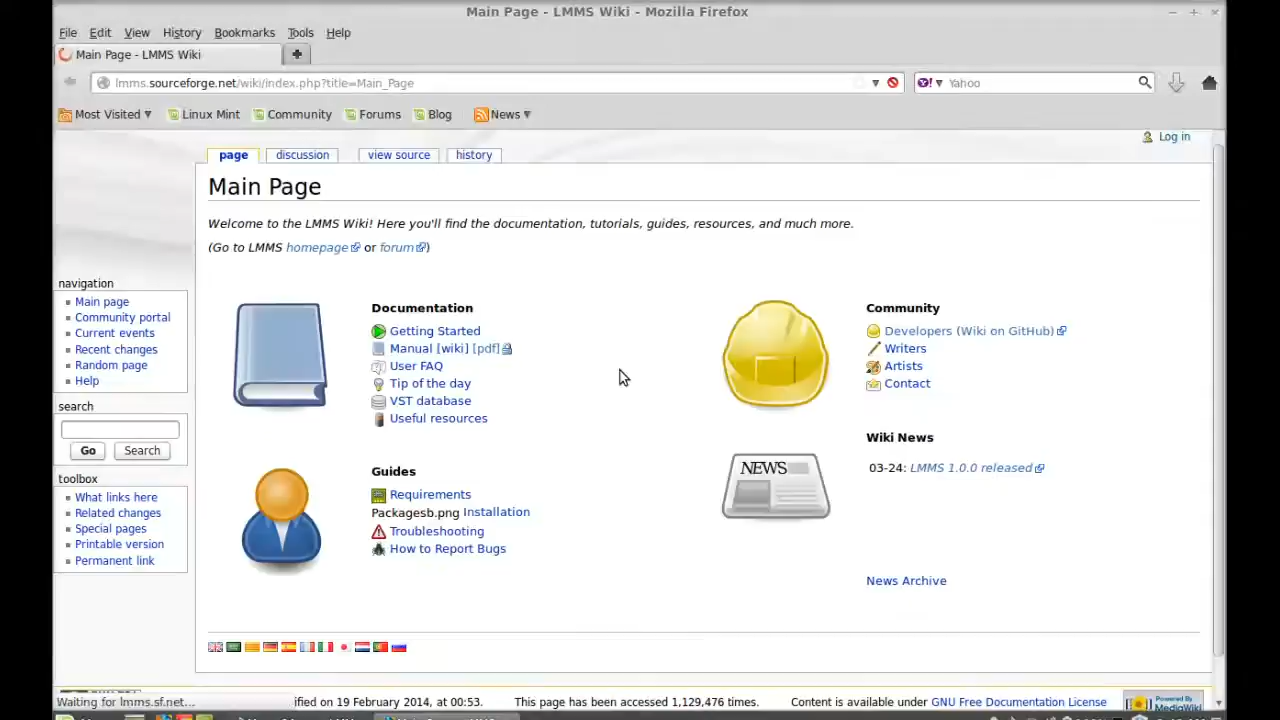 Main Page - LMMS Wiki - Mozilla Firefox
File Edit View History Bookmarks Tools Help
Main Page - LMMS Wiki
lmms.sourceforge.net/wiki/index.php?title=Main_Page
Yahoo
Most Visited Linux Mint Community Forums Blog News
Log in
page discussion view source history
Main Page
Welcome to the LMMS Wiki! Here you'll find the documentation, tutorials, guides, resources, and much more.
(Go to LMMS homepage or forum)
navigation
Main page
Community portal
Current events
Recent changes
Random page
Help
search
Go Search
toolbox
What links here
Related changes
Special pages
Printable version
Permanent link
Documentation
Getting Started
Manual [wiki] [pdf]
User FAQ
Tip of the day
VST database
Useful resources
Guides
Requirements
Packagesb.png Installation
Troubleshooting
How to Report Bugs
Community
Developers (Wiki on GitHub)
Writers
Artists
Contact
Wiki News
NEWS
03-24: LMMS 1.0.0 released
News Archive
Waiting for lmms.sf.net...
ified on 19 February 2014, at 00:53. This page has been accessed 1,129,476 times. Content is available under GNU Free Documentation License
Powered By
MediaWiki